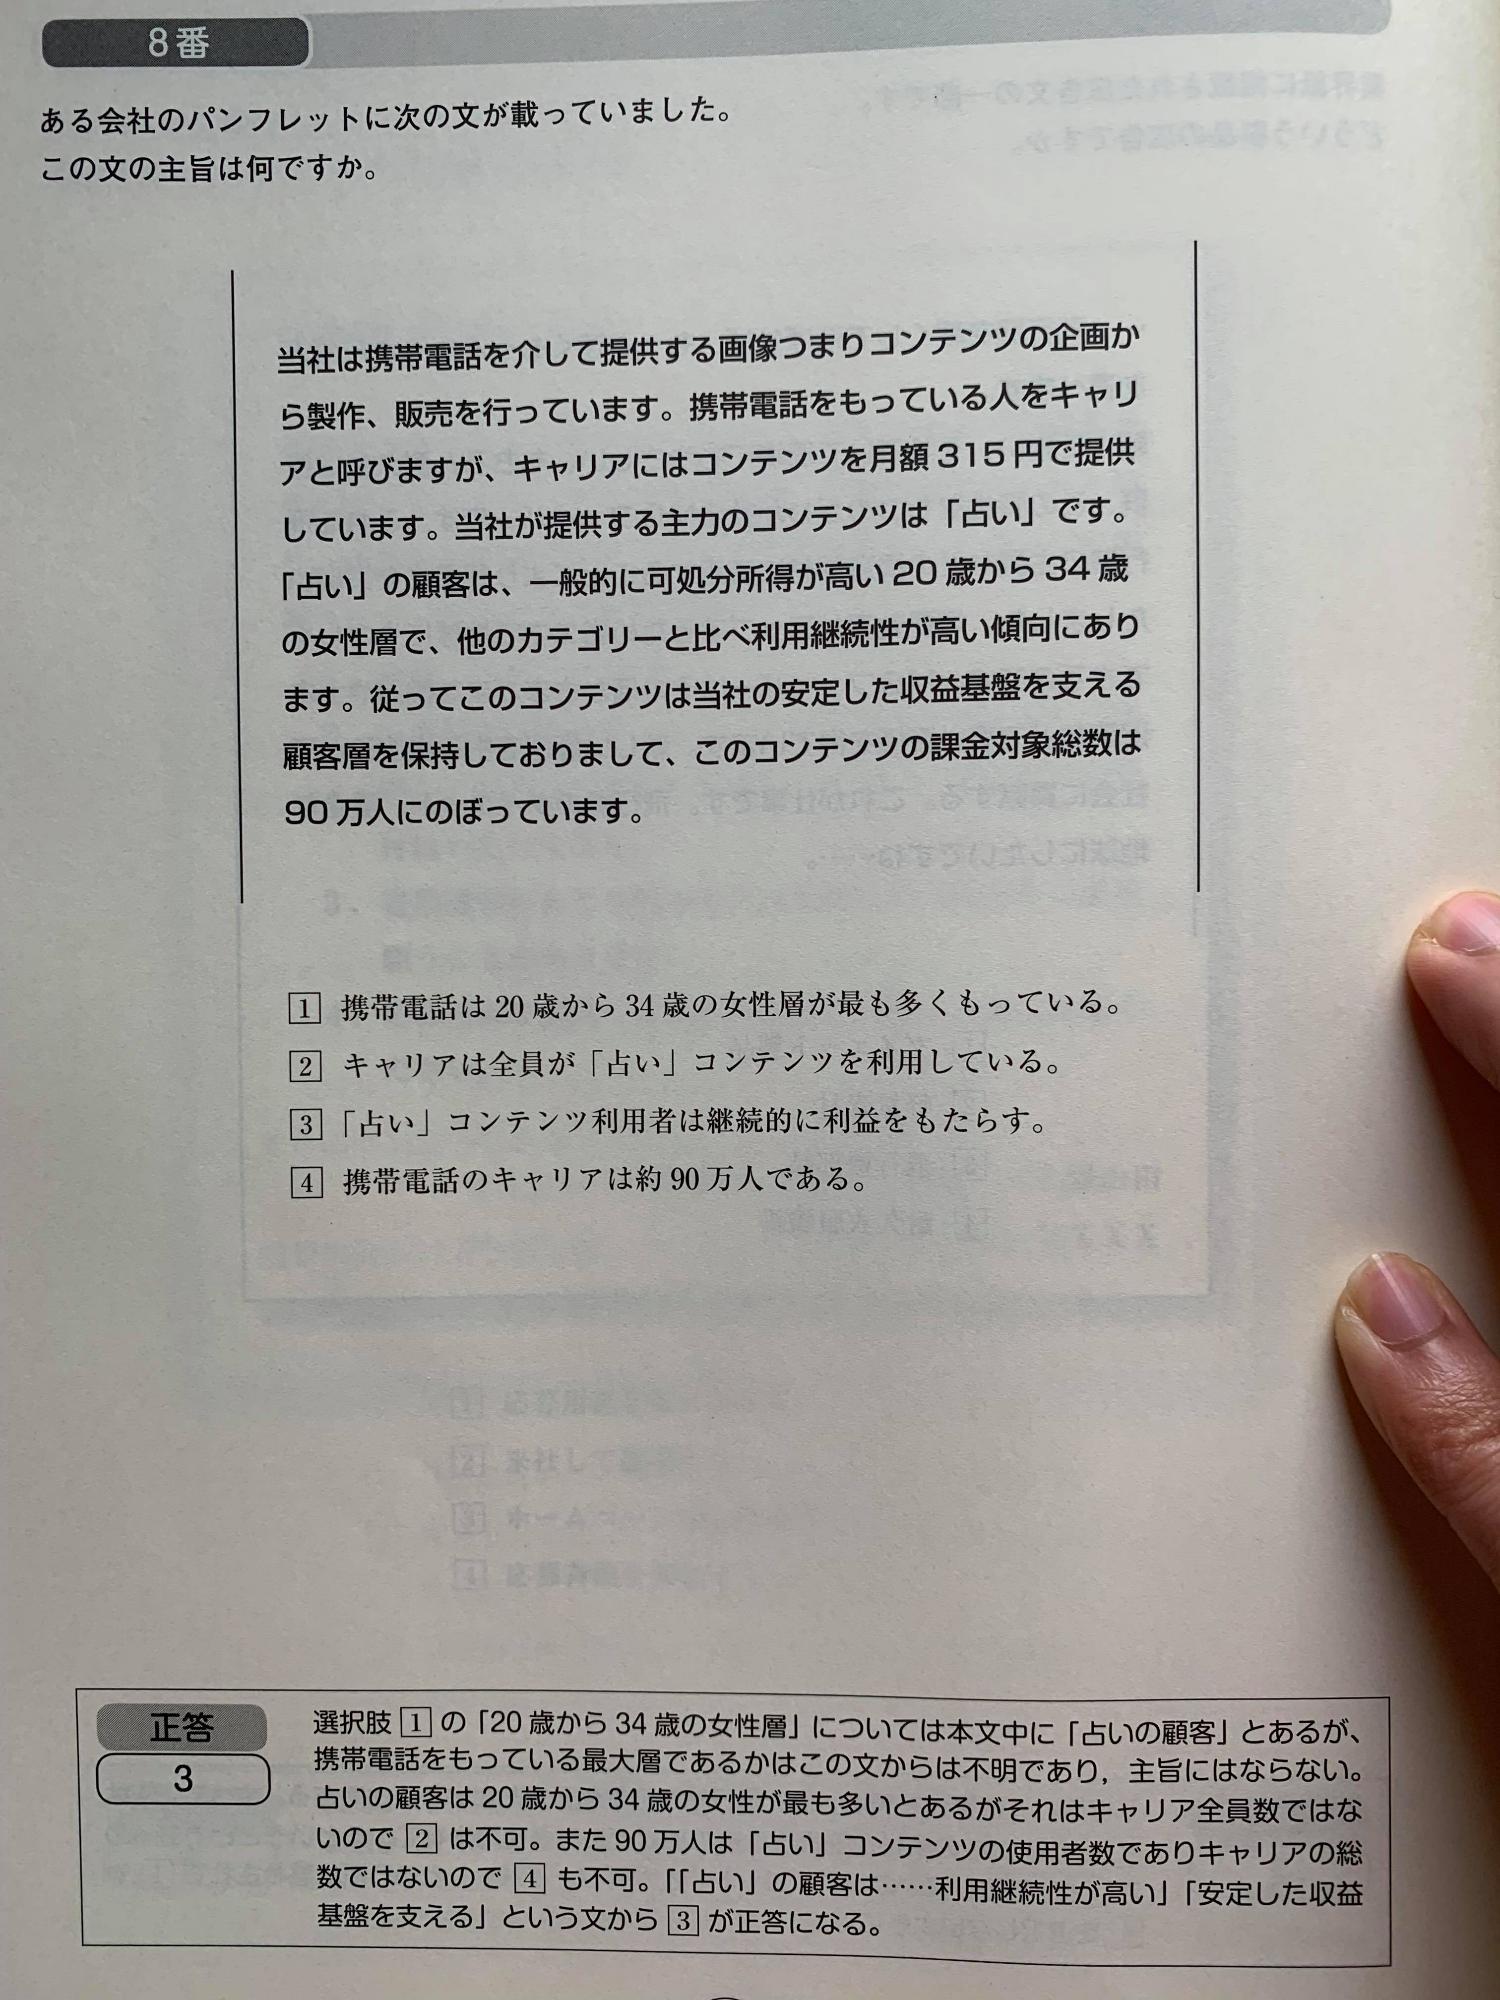 8番
ある会社のパンフレットに次の文が載っていました。
この文の主旨は何ですか。
当社は携帯電話を介して提供する画像つまりコンテンツの企画か
ら製作、販売を行っています。携帯電話をもっている人をキャリ
アと呼びますが、キャリアにはコンテンツを月額 315 円で提供
しています。当社が提供する主力のコンテンツは「占い」です。
「占い」の顧客は、一般的に可処分所得が高い 20 歳から 34 歳
の女性層で、他のカテゴリーと比べ利用継続性が高い傾向にあり
ます。従ってこのコンテンツは当社の安定した収益基盤を支える
顧客層を保持しておりまして、このコンテンツの課金対象総数は
90 万人にのぼっています。
1 携帯電話は 20 歳から 34 歳の女性層が最も多くもっている。
2 キャリアは全員が「占い」コンテンツを利用している。
3 「占い」コンテンツ利用者は継続的に利益をもたらす。
4 携帯電話のキャリアは約 90 万人である。
正答
3
選択肢 1 の「20 歳から 34 歳の女性層」については本文中に「占いの顧客」とあるが、
携帯電話をもっている最大層であるかはこの文からは不明であり，主旨にはならない。
占いの顧客は 20 歳から 34 歳の女性が最も多いとあるがそれはキャリア全員数ではな
いので 2 は不可。また 90 万人は「占い」コンテンツの使用者数でありキャリアの総
数ではないので 4 も不可。「「占い」の顧客は……利用継続性が高い」「安定した収益
基盤を支える」という文から 3 が正答になる。